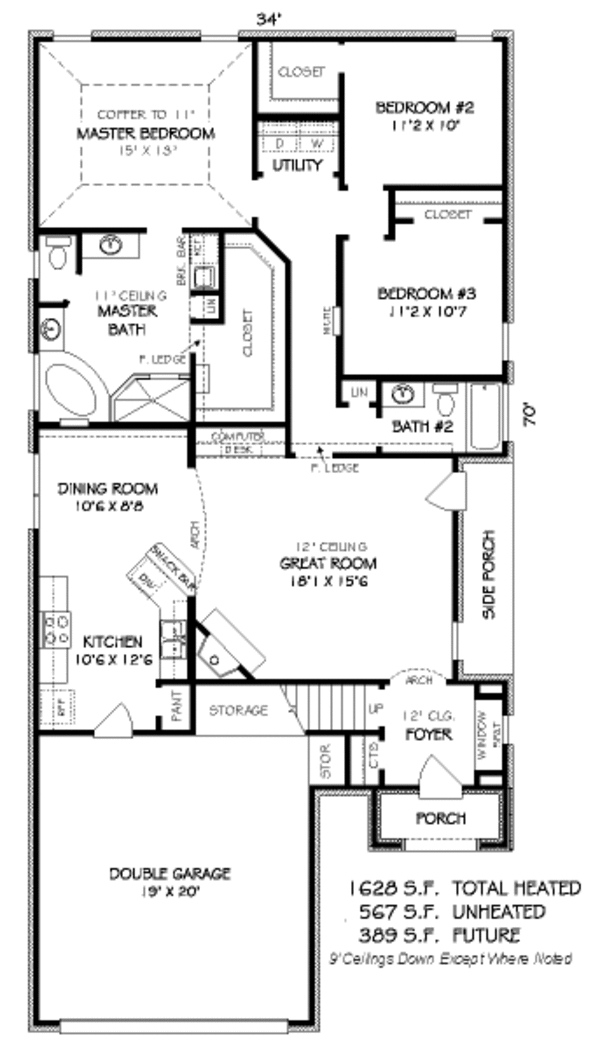 34'
CLOSET
BEDROOM #2
11'2 X 10"
COFFER TO 11"
MASTER BEDROOM
15' X 13'
D W
UTILITY
CLOSET
BRK. BAR
REF
LIN
CLOSET
11' CEILING
MASTER
BATH
P. LEDGE
NICHE
BEDROOM #3
11'2 X 10'7
LIN
BATH #2
70'
COMPUTER
DESK
P. LEDGE
DINING ROOM
10'6 X 8'8
ARCH
12' CEILING
GREAT ROOM
18'1 X 15'6
SIDE PORCH
SNACK BAR
DW
KITCHEN
10'6 X 12'6
REF
PANT
STORAGE
UP
ARCH
12' CLG.
FOYER
WINDOW
SEAT
STOR
CTS
PORCH
DOUBLE GARAGE
19' X 20'
1628 S.F. TOTAL HEATED
567 S.F. UNHEATED
389 S.F. FUTURE
9' Ceilings Down Except Where Noted